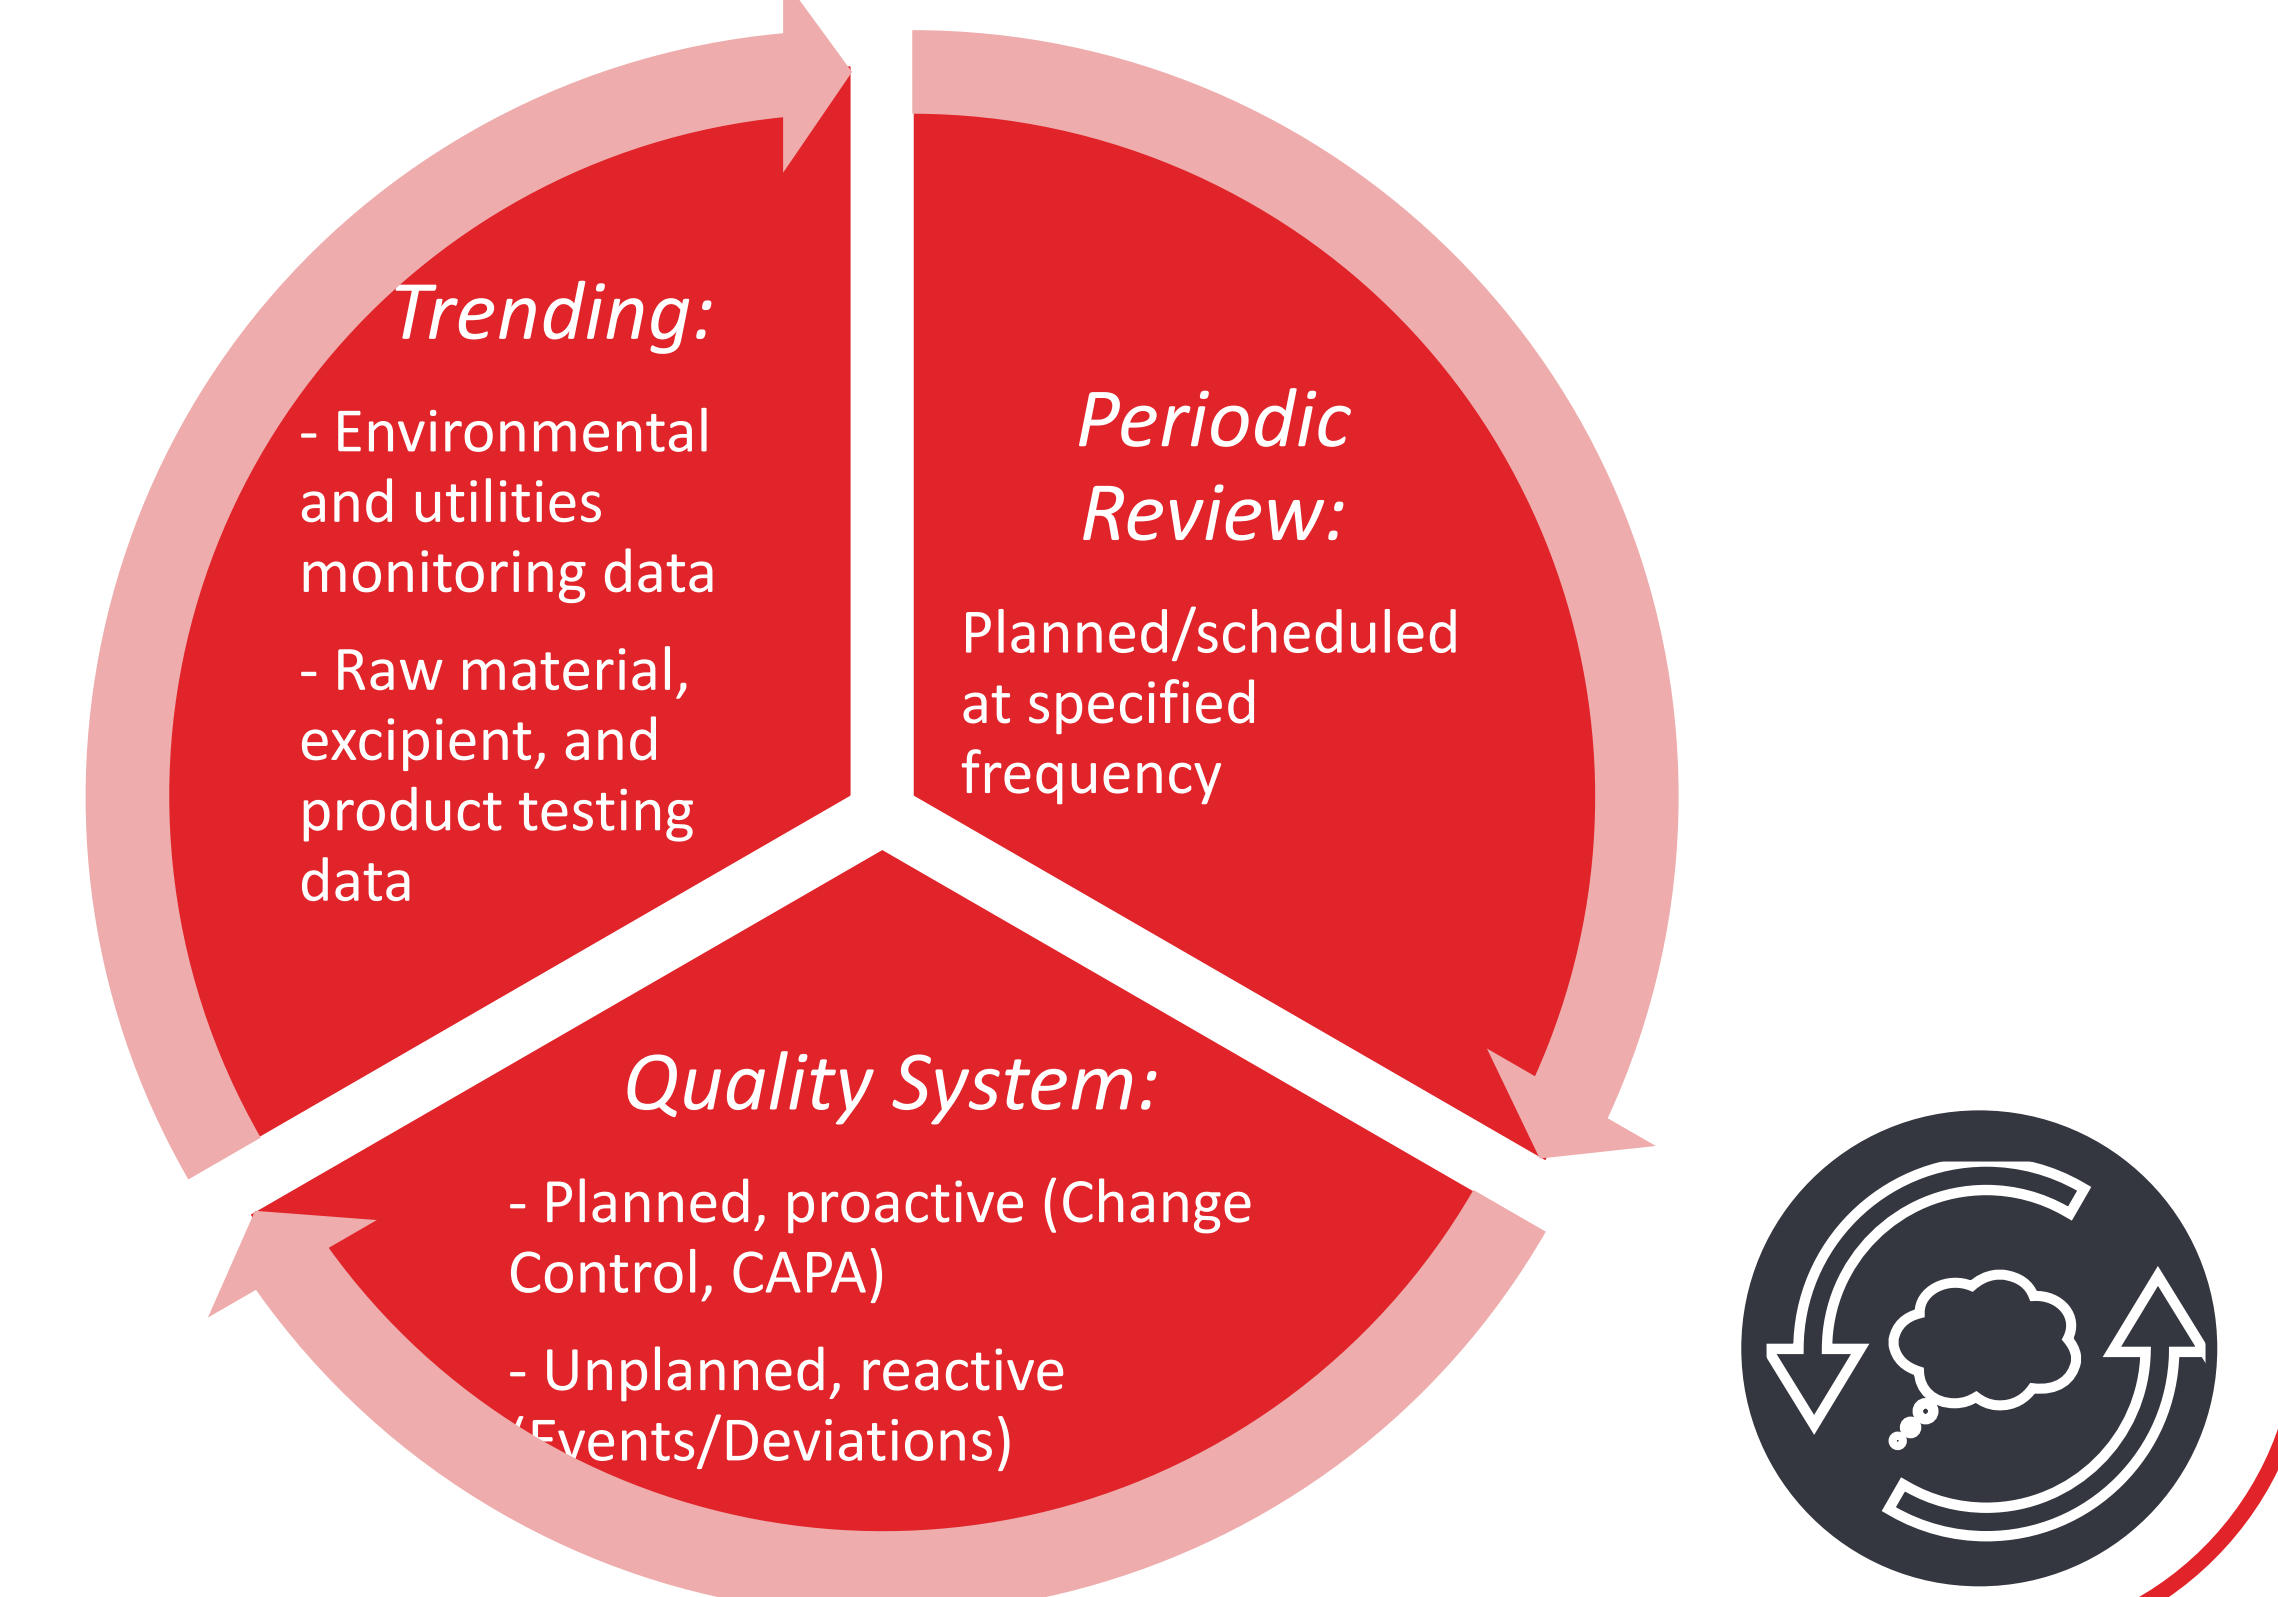 Trending:
- Environmental
and utilities
monitoring data
- Raw material,
excipient, and
product testing
data
Periodic
Review:
Planned/scheduled
at specified
frequency
Quality System:
- Planned, proactive (Change
Control, CAPA)
- Unplanned, reactive
(Events/Deviations)